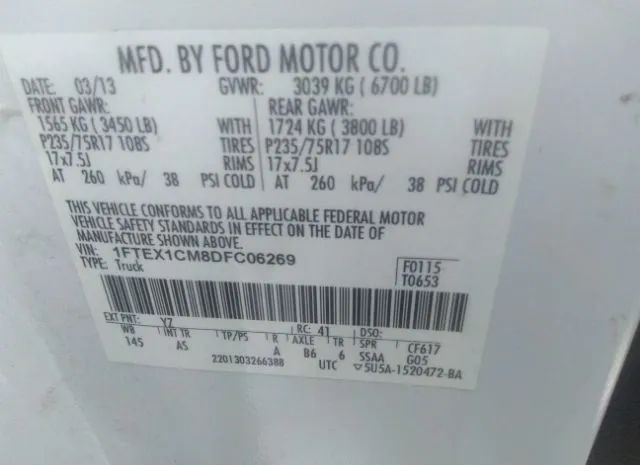 MFD. BY FORD MOTOR CO.
DATE: 03/13 GVWR: 3039 KG ( 6700 LB)
FRONT GAWR: REAR GAWR:
1565 KG ( 3450 LB) WITH 1724 KG ( 3800 LB) WITH
P235/75R17 108S TIRES P235/75R17 108S TIRES
17x7.5J RIMS 17x7.5J RIMS
AT 260 kPa/ 38 PSI COLD AT 260 kPa/ 38 PSI COLD
THIS VEHICLE CONFORMS TO ALL APPLICABLE FEDERAL MOTOR
VEHICLE SAFETY STANDARDS IN EFFECT ON THE DATE OF
MANUFACTURE SHOWN ABOVE.
VIN: 1FTEX1CM8DFC06269 F0115
TYPE: Truck T0653
EXT PNT: YZ RC: 41 DSO:
WB INT TR TP/PS R AXLE TR SPR CF617
145 AS A B6 6 SSAA G05
2201303266388 UTC ▽5U5A-1520472-BA